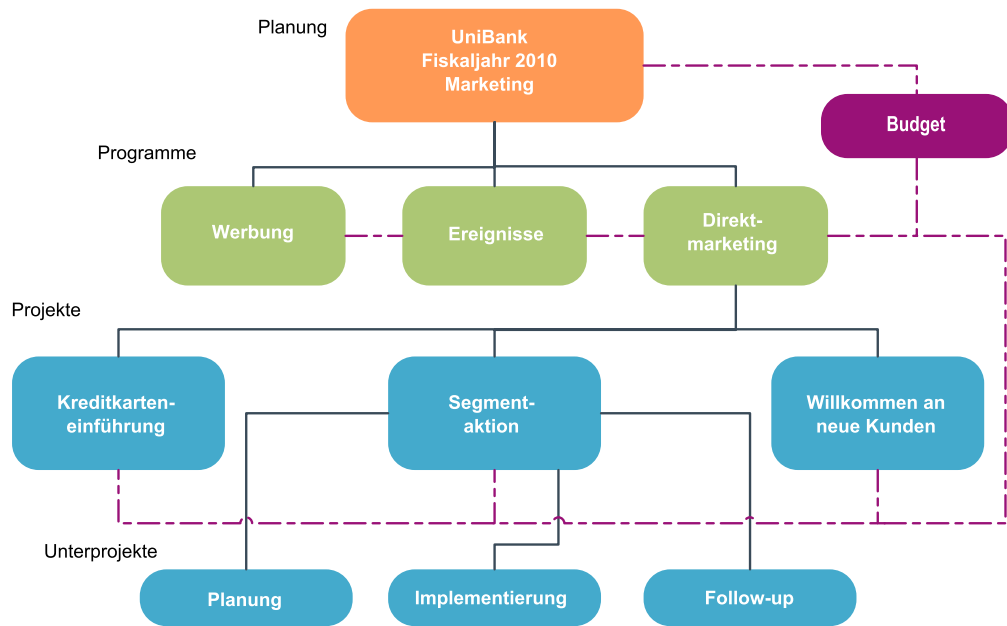 Planung
UniBank
Fiskaljahr 2010
Marketing
Budget
Programme
Werbung
Ereignisse
Direkt-
marketing
Projekte
Kreditkarten-
einführung
Segment-
aktion
Willkommen an
neue Kunden
Unterprojekte
Planung
Implementierung
Follow-up